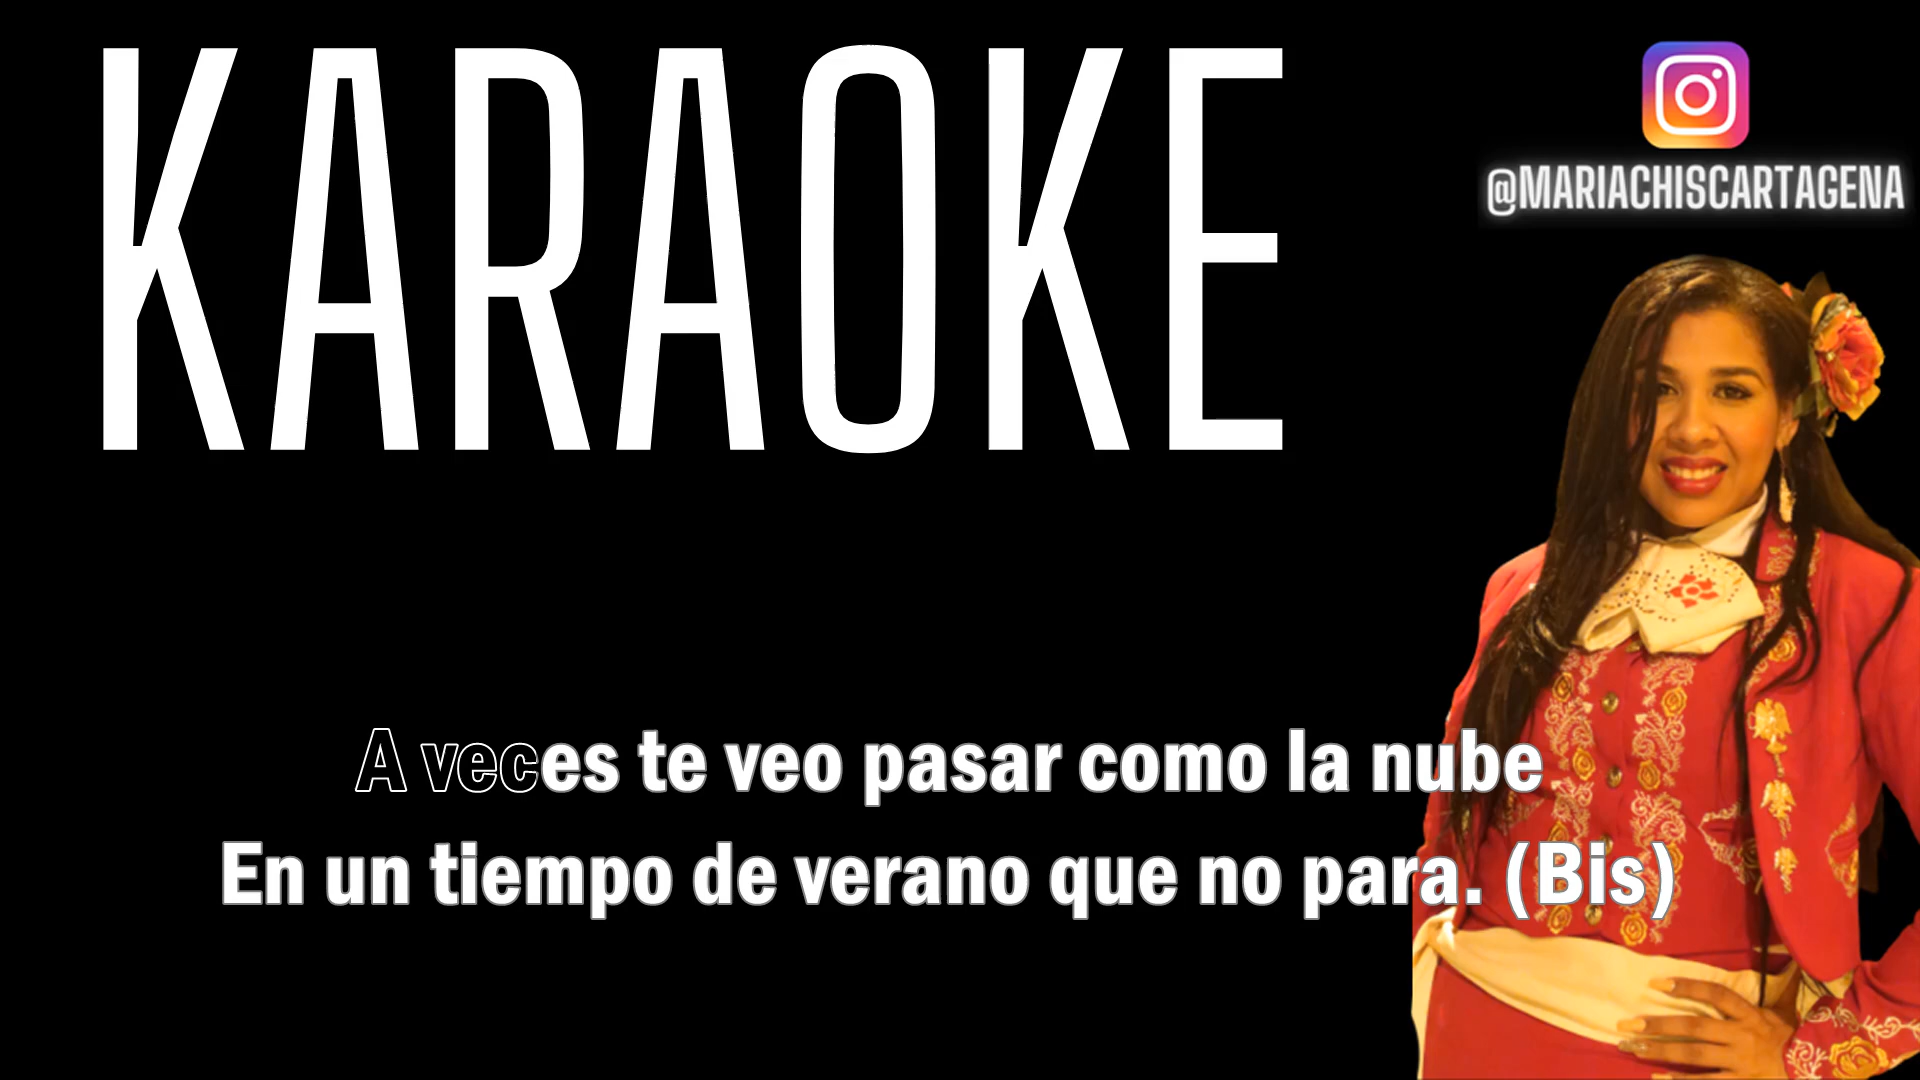 KARAOKE
@MARIACHISCARTAGENA
A veces te veo pasar como la nube
En un tiempo de verano que no para. (Bis)